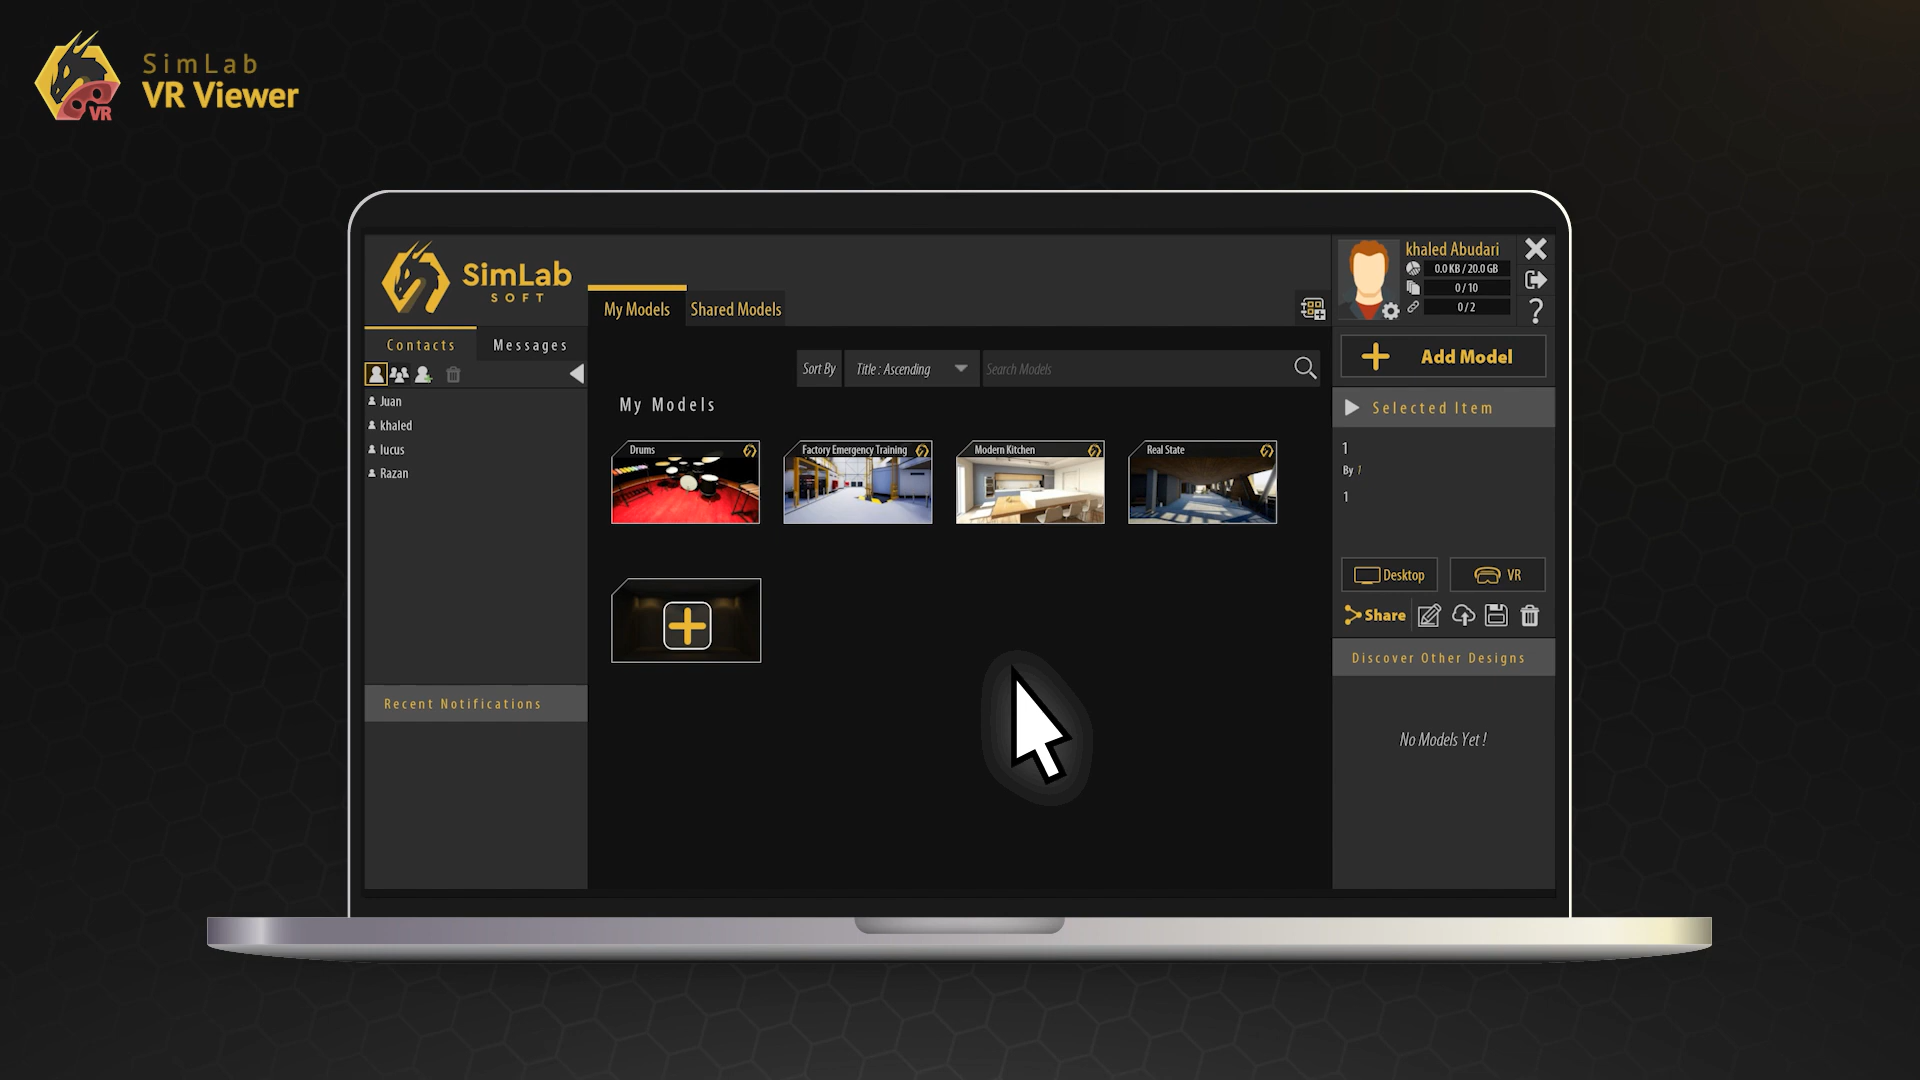 SimLab
VR Viewer
VR
SimLab
SOFT
My Models
Shared Models
khaled Abudari
0.0 KB / 20.0 GB
0 / 10
0 / 2
?
Contacts
Messages
Juan
khaled
lucus
Razan
Recent Notifications
Sort By
Title : Ascending
Search Models
My Models
Drums
Factory Emergency Training
Modern Kitchen
Real State
Add Model
Selected Item
1
By 1
1
Desktop
VR
Share
Discover Other Designs
No Models Yet !